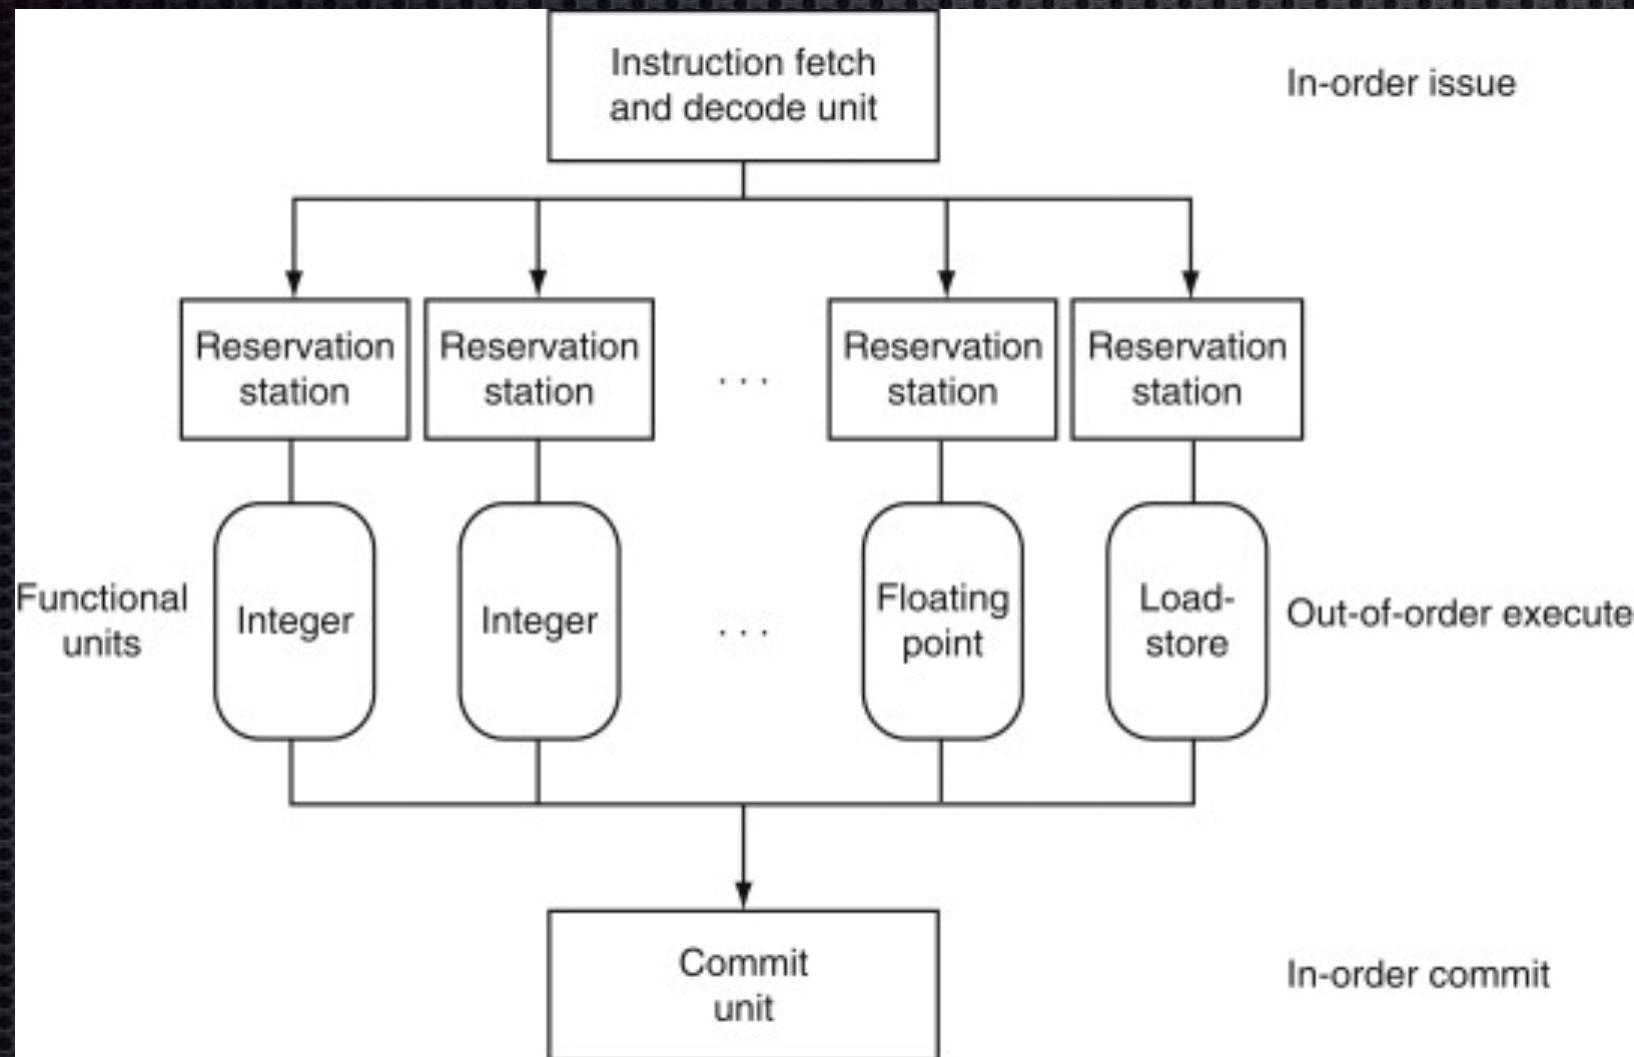 Instruction fetch
and decode unit
In-order issue
Reservation
station
Reservation
station
. . .
Reservation
station
Reservation
station
Functional
units
Integer
Integer
. . .
Floating
point
Load-
store
Out-of-order execute
Commit
unit
In-order commit